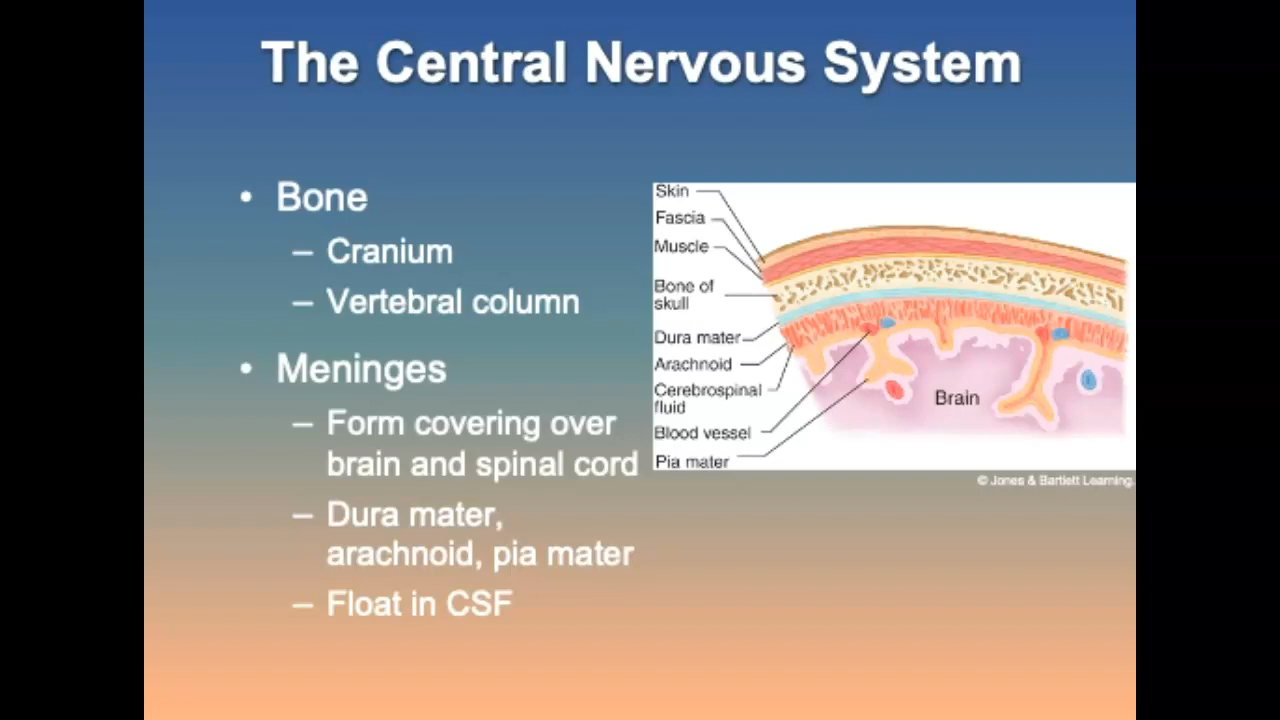 The Central Nervous System
• Bone
– Cranium
– Vertebral column
• Meninges
– Form covering over
brain and spinal cord
– Dura mater,
arachnoid, pia mater
– Float in CSF
Skin
Fascia
Muscle
Bone of
skull
Dura mater
Arachnoid
Cerebrospinal
fluid
Blood vessel
Pia mater
Brain
© Jones & Bartlett Learning.